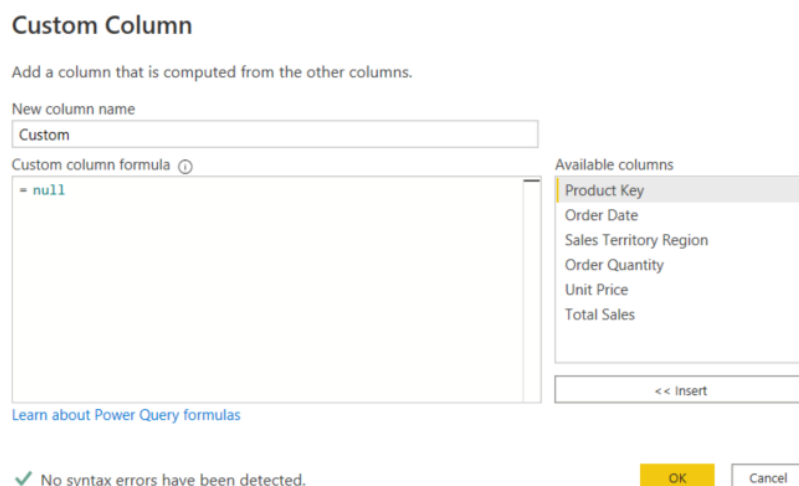 Custom Column
Add a column that is computed from the other columns.
New column name
Custom
Custom column formula
= null
Available columns
Product Key
Order Date
Sales Territory Region
Order Quantity
Unit Price
Total Sales
<< Insert
Learn about Power Query formulas
No syntax errors have been detected.
OK
Cancel